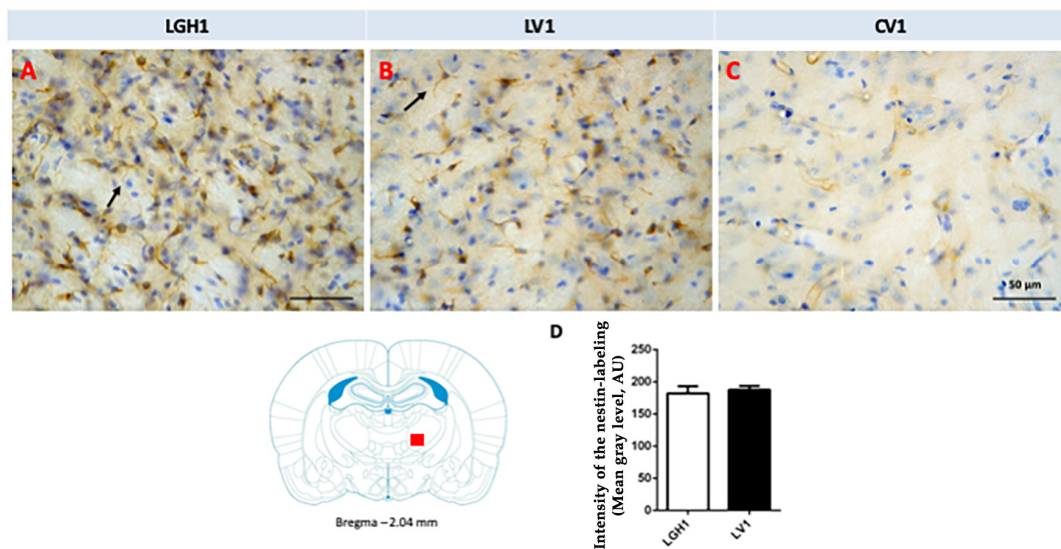 LGH1
LV1
CV1
A
B
C
50 µm
Bregma −2.04 mm
D
Intensity of the nestin-labeling
(Mean gray level, AU)
250
200
150
100
50
0
LGH1
LV1